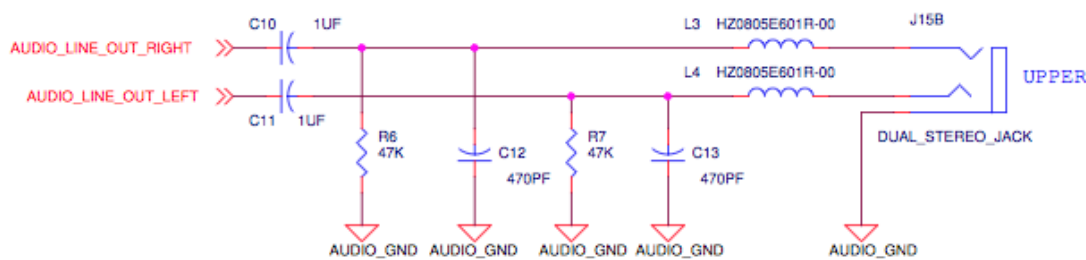 C10 1UF L3 HZ0805E601R-00 J15B
AUDIO_LINE_OUT_RIGHT
L4 HZ0805E601R-00 UPPER
AUDIO_LINE_OUT_LEFT
C11 1UF
R6 47K
C12 470PF
R7 47K
C13 470PF
DUAL_STEREO_JACK
AUDIO_GND AUDIO_GND AUDIO_GND AUDIO_GND AUDIO_GND